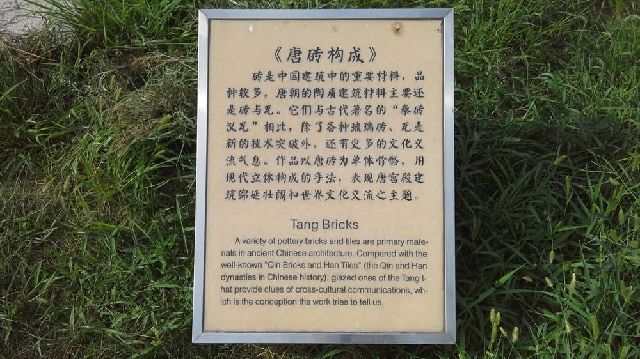 《唐砖构成》
砖是中国建筑中的重要材料，品
种较多，唐朝的陶质建筑材料主要还
是砖与瓦。它们与古代著名的“秦砖
汉瓦”相比，除了各种琉璃砖、瓦是
新的技术突破外，还有更多的文化交
流气息。作品以唐砖为单体骨骼，用
现代立体构成的手法，表现唐宫殿建
筑绵延壮阔和世界文化交流之主题。
Tang Bricks
A variety of pottery bricks and tiles are primary mate-
rials in ancient Chinese architecture. Compared with the
well-known "Qin Bricks and Han Tiles" (the Qin and Han
dynasties in Chinese history), glazed ones of the Tang t-
hat provide clues of cross-cultural communications, wh-
ich is the conception the work tries to tell us.